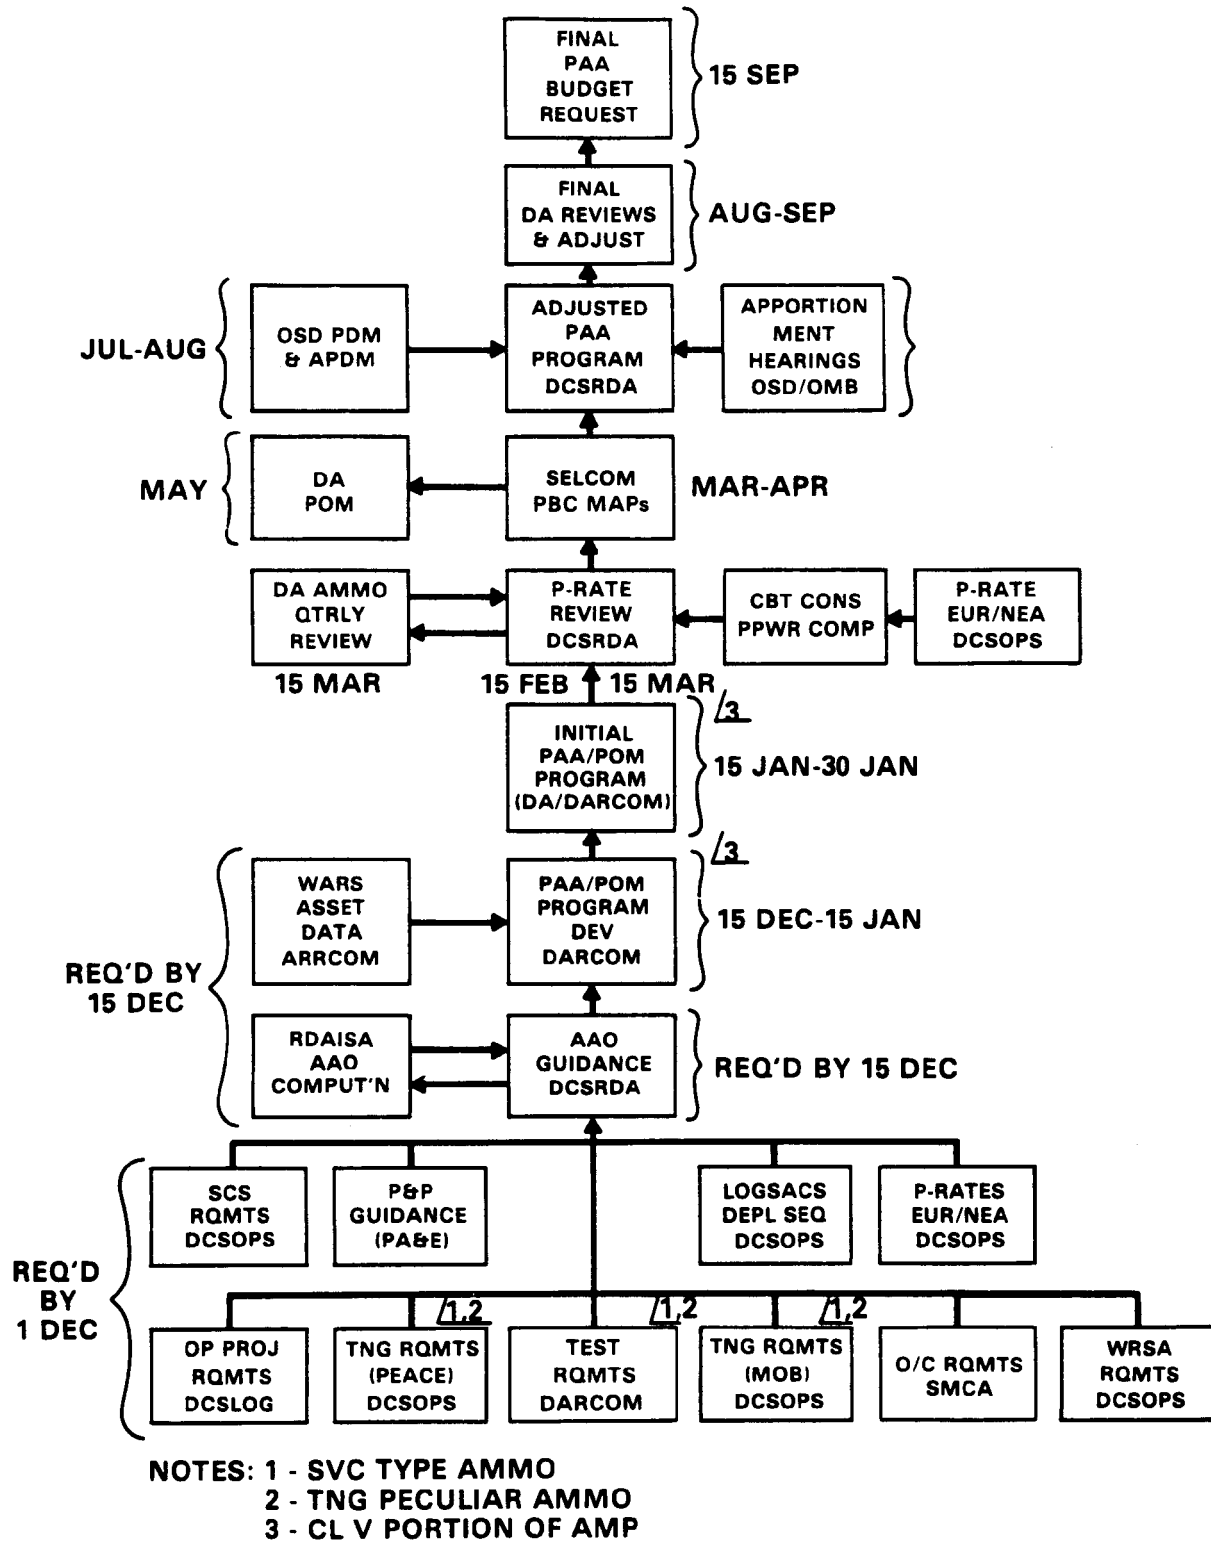 FINAL
PAA
BUDGET
REQUEST
15 SEP
FINAL
DA REVIEWS
& ADJUST
AUG-SEP
JUL-AUG
OSD PDM
& APDM
ADJUSTED
PAA
PROGRAM
DCSRDA
APPORTION
MENT
HEARINGS
OSD/OMB
MAY
DA
POM
SELCOM
PBC MAPs
MAR-APR
DA AMMO
QTRLY
REVIEW
15 MAR
P-RATE
REVIEW
DCSRDA
15 FEB 15 MAR
CBT CONS
PPWR COMP
P-RATE
EUR/NEA
DCSOPS
INITIAL
PAA/POM
PROGRAM
(DA/DARCOM)
3
15 JAN-30 JAN
REQ'D BY
15 DEC
WARS
ASSET
DATA
ARRCOM
PAA/POM
PROGRAM
DEV
DARCOM
3
15 DEC-15 JAN
RDAISA
AAO
COMPUT'N
AAO
GUIDANCE
DCSRDA
REQ'D BY 15 DEC
REQ'D
BY
1 DEC
SCS
RQMTS
DCSOPS
P&P
GUIDANCE
(PA&E)
LOGSACS
DEPL SEQ
DCSOPS
P-RATES
EUR/NEA
DCSOPS
OP PROJ
RQMTS
DCSLOG
1,2
TNG RQMTS
(PEACE)
DCSOPS
TEST
RQMTS
DARCOM
1,2
TNG RQMTS
(MOB)
DCSOPS
1,2
O/C RQMTS
SMCA
WRSA
RQMTS
DCSOPS
NOTES: 1 - SVC TYPE AMMO
2 - TNG PECULIAR AMMO
3 - CL V PORTION OF AMP